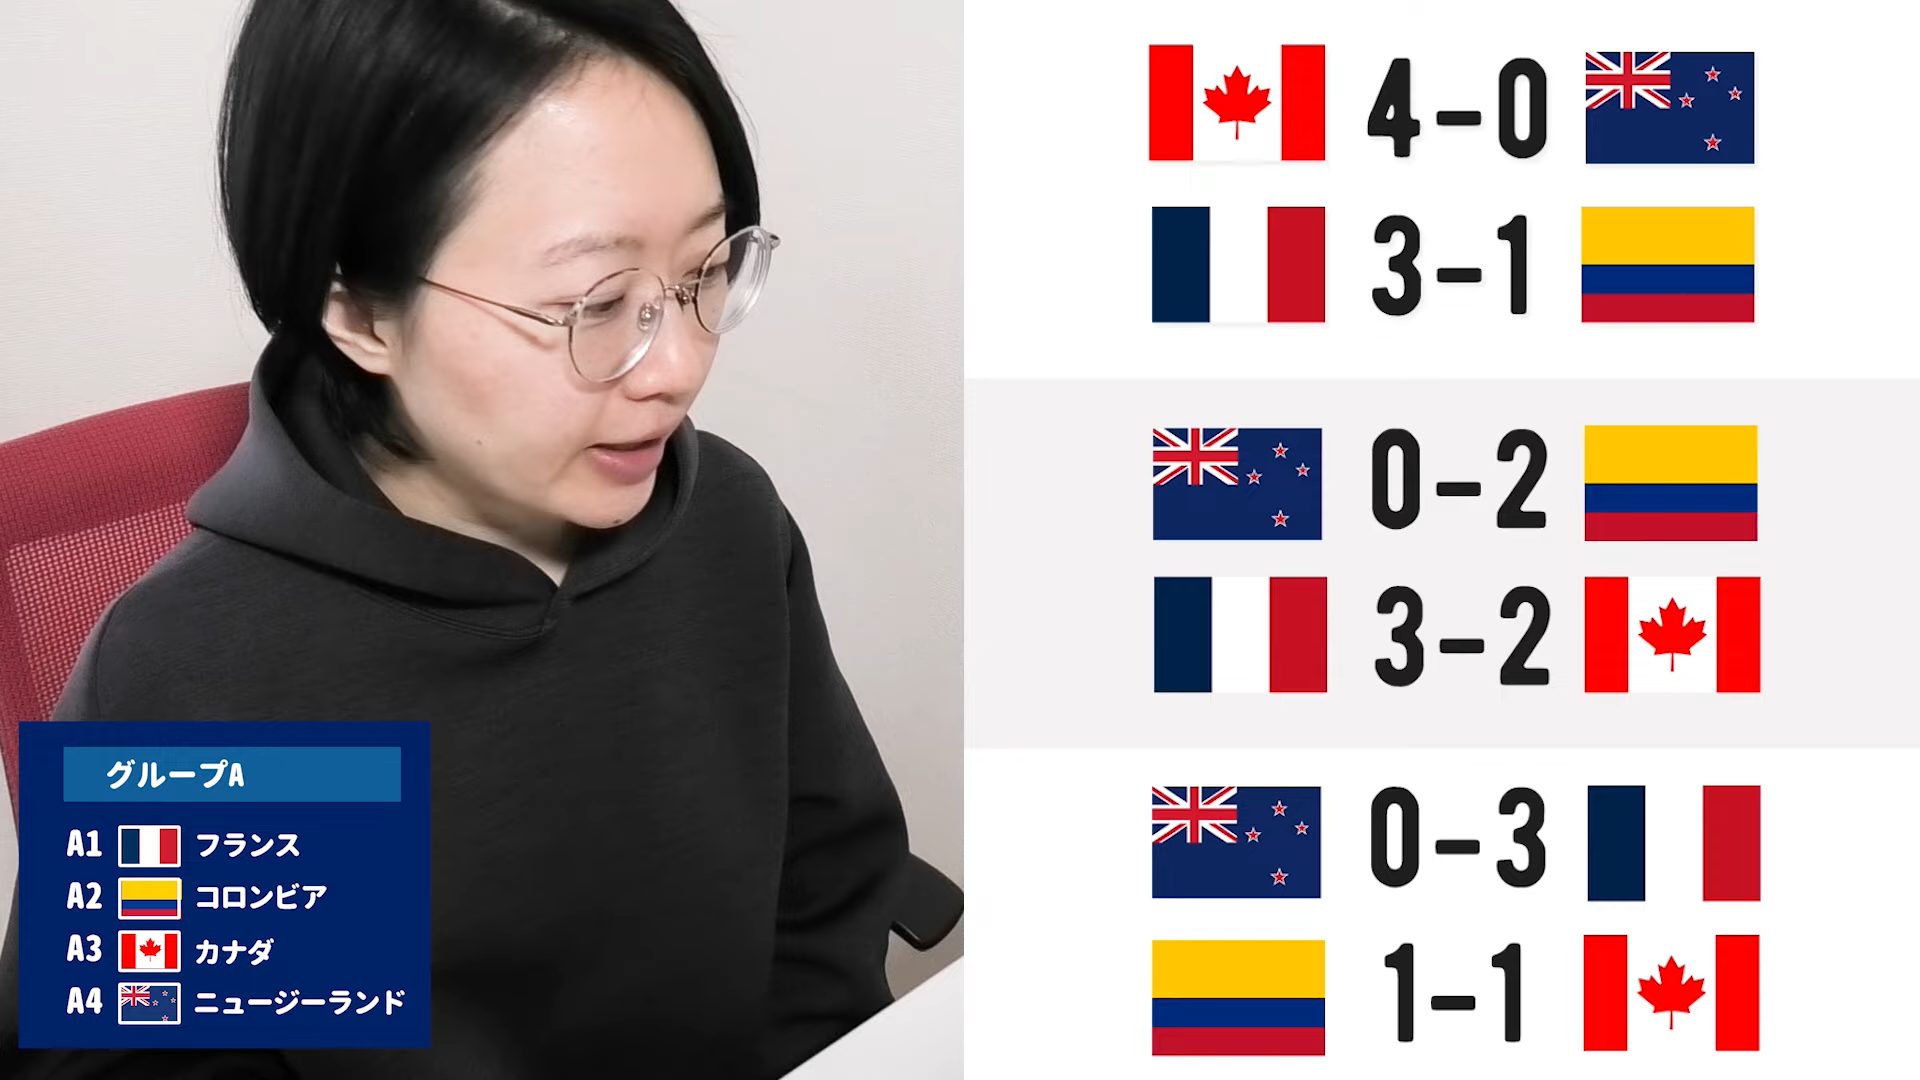 4-0
3-1
0-2
3-2
0-3
1-1
グループA
A1 フランス
A2 コロンビア
A3 カナダ
A4 ニュージーランド